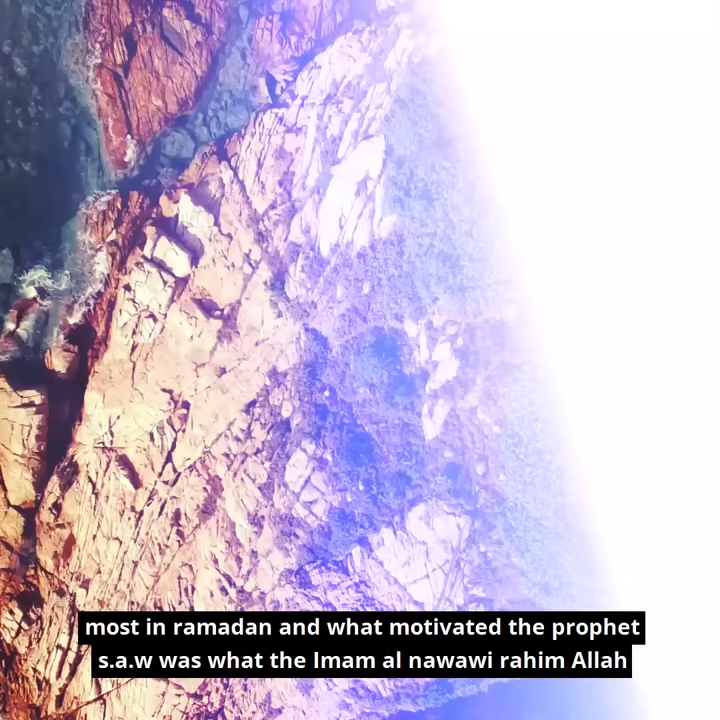 most in ramadan and what motivated the prophet
s.a.w was what the Imam al nawawi rahim Allah